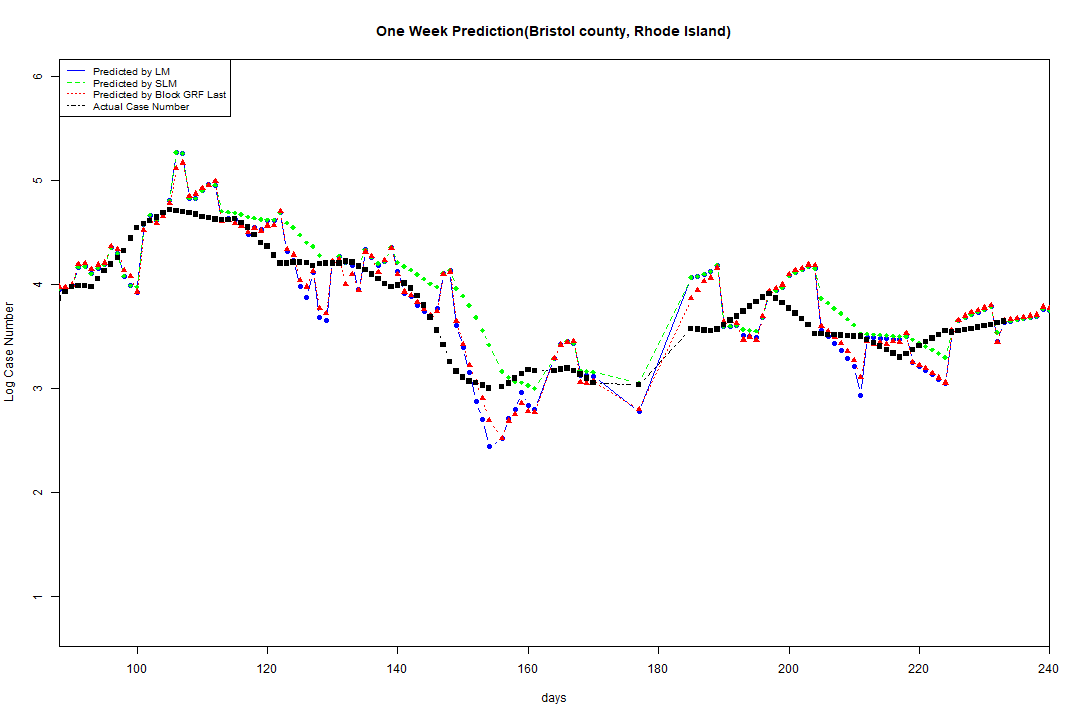 One Week Prediction(Bristol county, Rhode Island)
Predicted by LM
Predicted by SLM
Predicted by Block GRF Last
Actual Case Number
Log Case Number
6
5
4
3
2
1
100 120 140 160 180 200 220 240
days